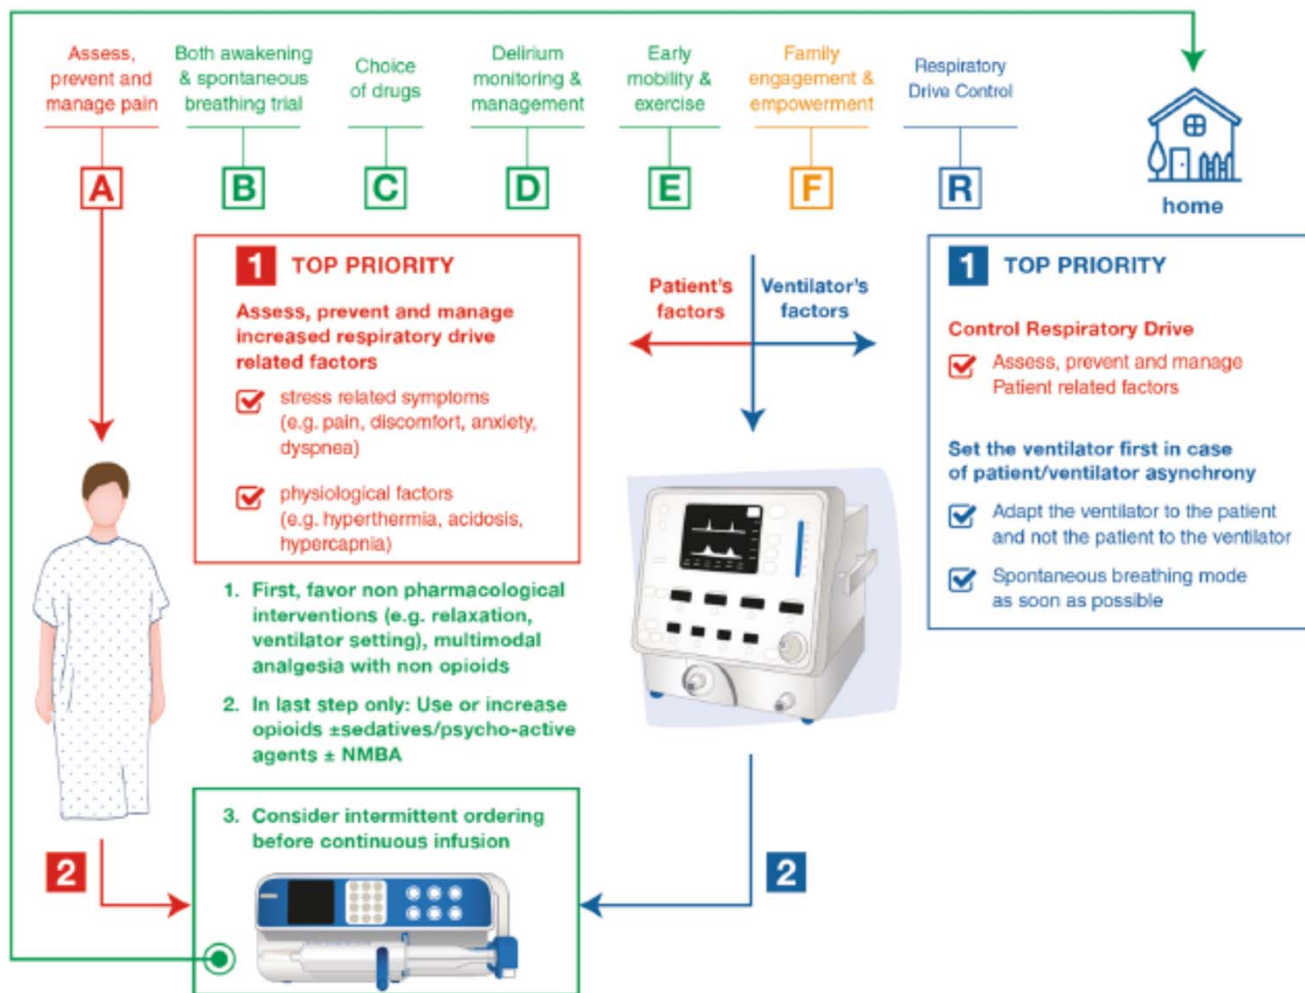 Assess,
prevent and
manage pain
A
Both awakening
& spontaneous
breathing trial
B
Choice
of drugs
C
Delirium
monitoring &
management
D
Early
mobility &
exercise
E
Family
engagement &
empowerment
F
Respiratory
Drive Control
R
home
1 TOP PRIORITY
Assess, prevent and manage
increased respiratory drive
related factors
stress related symptoms
(e.g. pain, discomfort, anxiety,
dyspnea)
physiological factors
(e.g. hyperthermia, acidosis,
hypercapnia)
1. First, favor non pharmacological
interventions (e.g. relaxation,
ventilator setting), multimodal
analgesia with non opioids
2. In last step only: Use or increase
opioids ±sedatives/psycho-active
agents ± NMBA
3. Consider intermittent ordering
before continuous infusion
2
Patient's
factors
Ventilator's
factors
2
1 TOP PRIORITY
Control Respiratory Drive
Assess, prevent and manage
Patient related factors
Set the ventilator first in case
of patient/ventilator asynchrony
Adapt the ventilator to the patient
and not the patient to the ventilator
Spontaneous breathing mode
as soon as possible